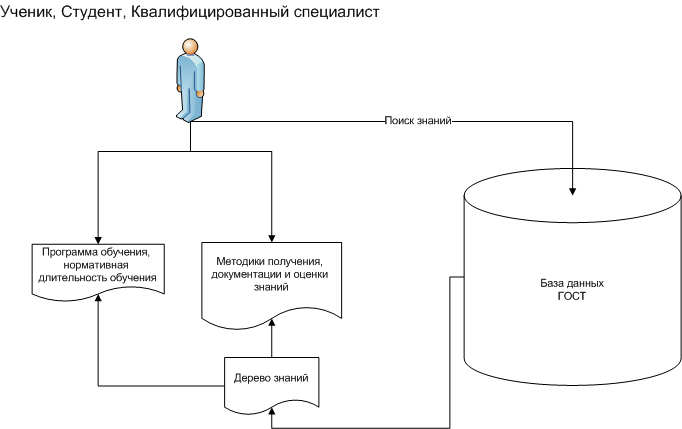 Ученик, Студент, Квалифицированный специалист
Поиск знаний
Программа обучения,
нормативная
длительность обучения
Методики получения,
документации и оценки
знаний
База данных
ГОСТ
Дерево знаний